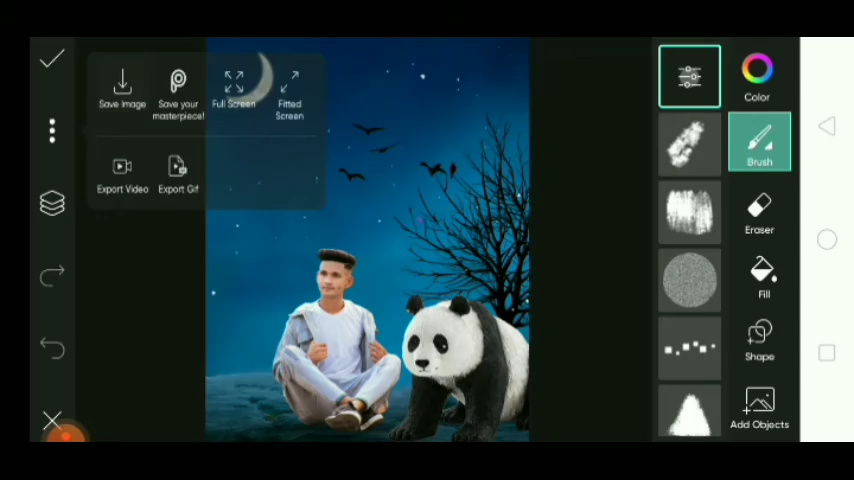 Save Image
Save your
masterpiece!
Full Screen
Fitted
Screen
Export Video
Export Gif
Color
Brush
Eraser
Fill
Shape
Add Objects